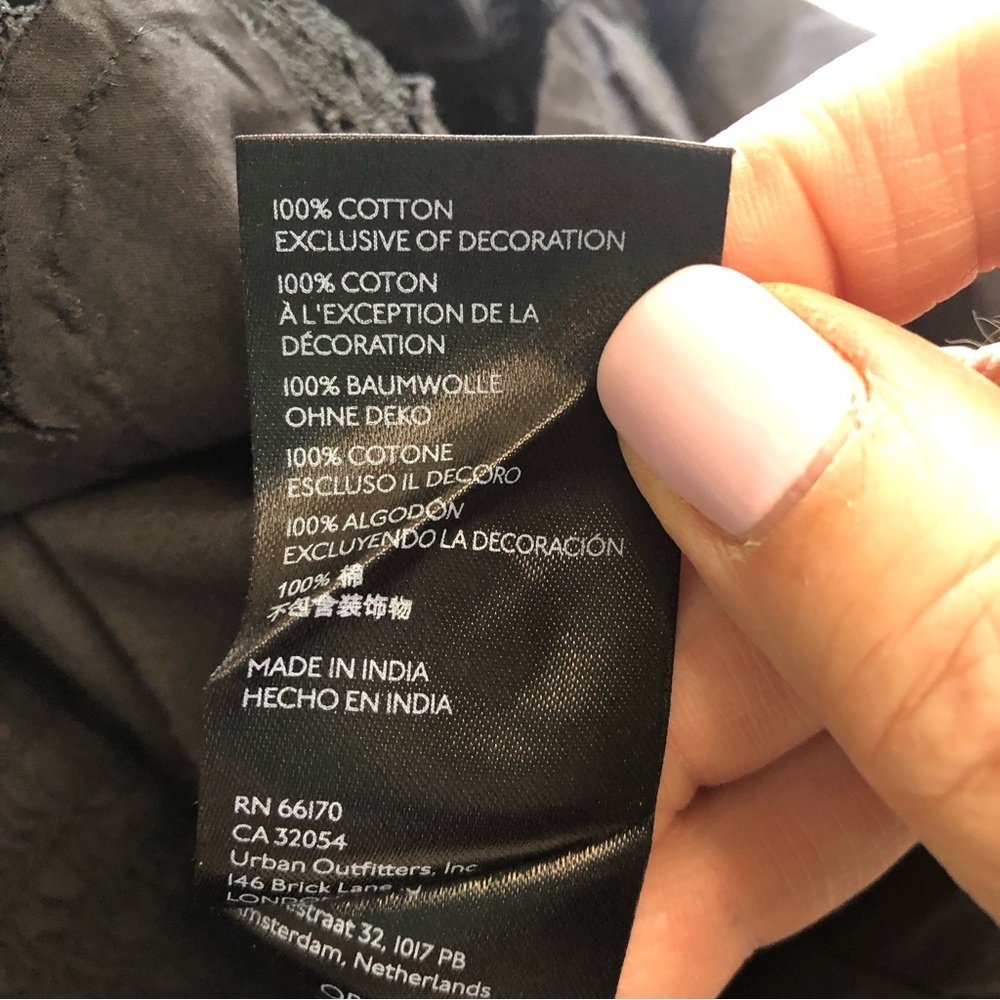 100% COTTON
EXCLUSIVE OF DECORATION
100% COTON
À L'EXCEPTION DE LA
DÉCORATION
100% BAUMWOLLE
OHNE DEKO
100% COTONE
ESCLUSO IL DECORO
100% ALGODÓN
EXCLUYENDO LA DECORACIÓN
100% 棉
不包含装饰物
MADE IN INDIA
HECHO EN INDIA
RN 66170
CA 32054
Urban Outfitters, Inc
146 Brick Lane
32, 1017 PB
Amsterdam, Netherlands